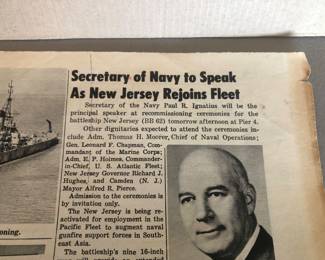 Secretary of Navy to Speak
As New Jersey Rejoins Fleet
Secretary of the Navy Paul R. Ignatius will be the
principal speaker at recommissioning ceremonies for the
battleship New Jersey (BB 62) tomorrow afternoon at Pier 4.
Other dignitaries expected to attend the ceremonies in-
clude Adm. Thomas H. Moorer, Chief of Naval Operations;
Gen. Leonard F. Chapman, Com-
mandant of the Marine Corps;
Adm. E. P. Holmes, Commander-
in-Chief, U. S. Atlantic Fleet;
New Jersey Governor Richard J.
Hughes; and Camden (N. J.)
Mayor Alfred R. Pierce.
Admission to the ceremonies is
by invitation only.
The New Jersey is being re-
activated for employment in the
Pacific Fleet to augment naval
gunfire support forces in South-
east Asia.
The battleship's nine 16-inch
oning.